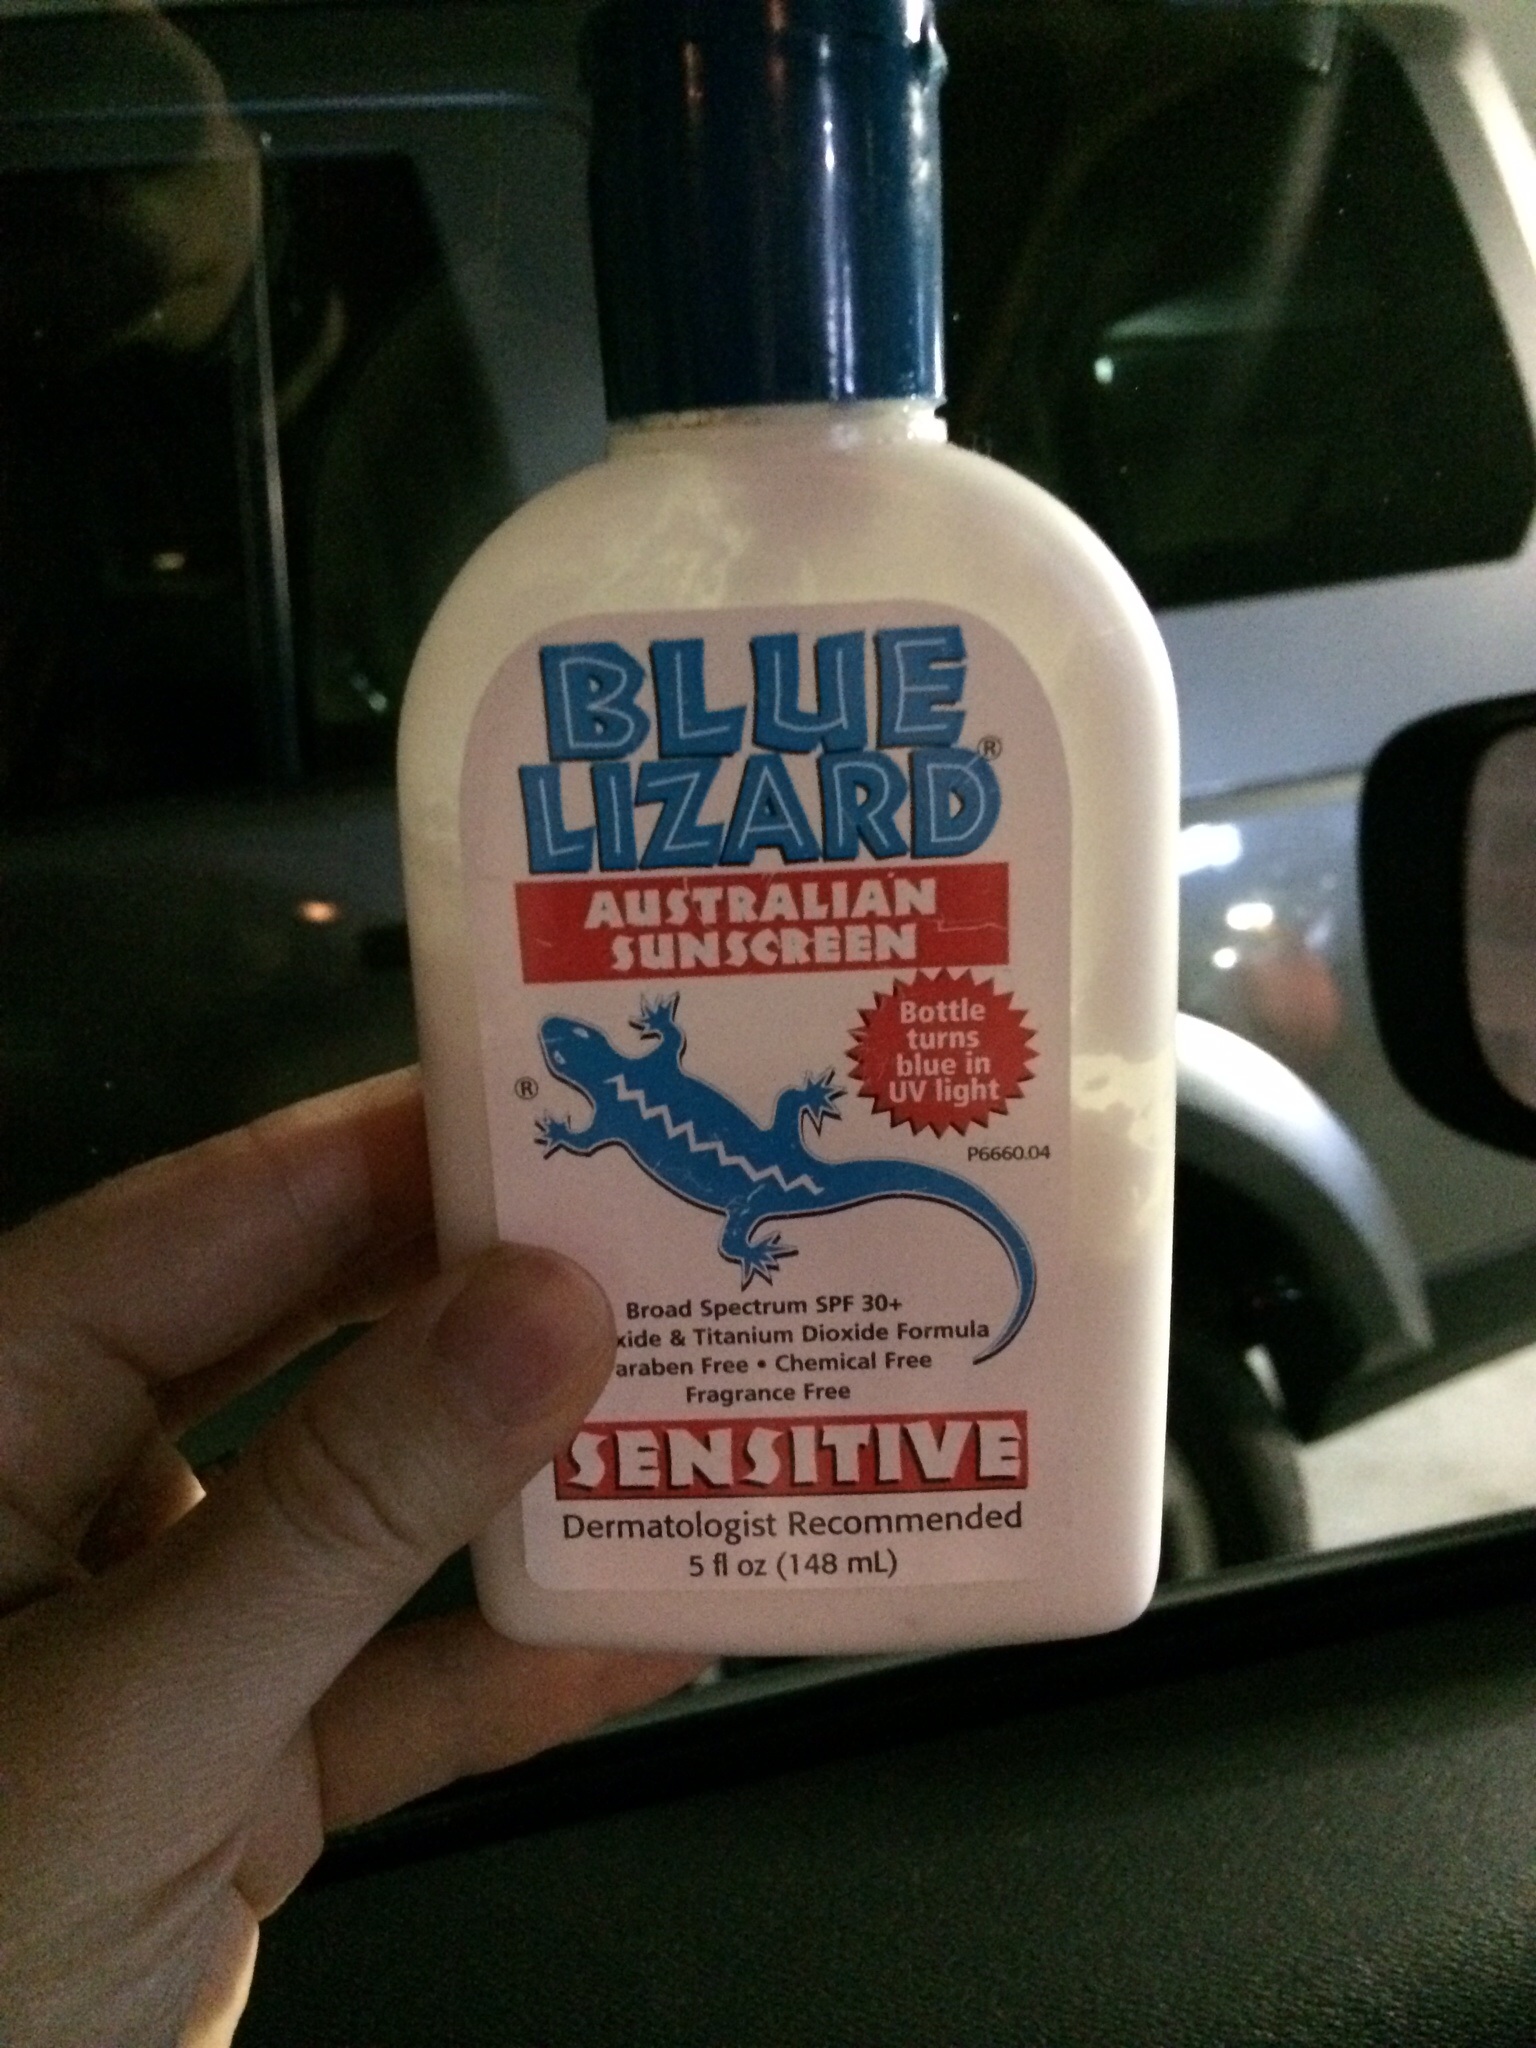 BLUE
LIZARD®
AUSTRALIAN
SUNSCREEN
Bottle
turns
blue in
UV light
®
P6660.04
Broad Spectrum SPF 30+
xide & Titanium Dioxide Formula
araben Free • Chemical Free
Fragrance Free
SENSITIVE
Dermatologist Recommended
5 fl oz (148 mL)